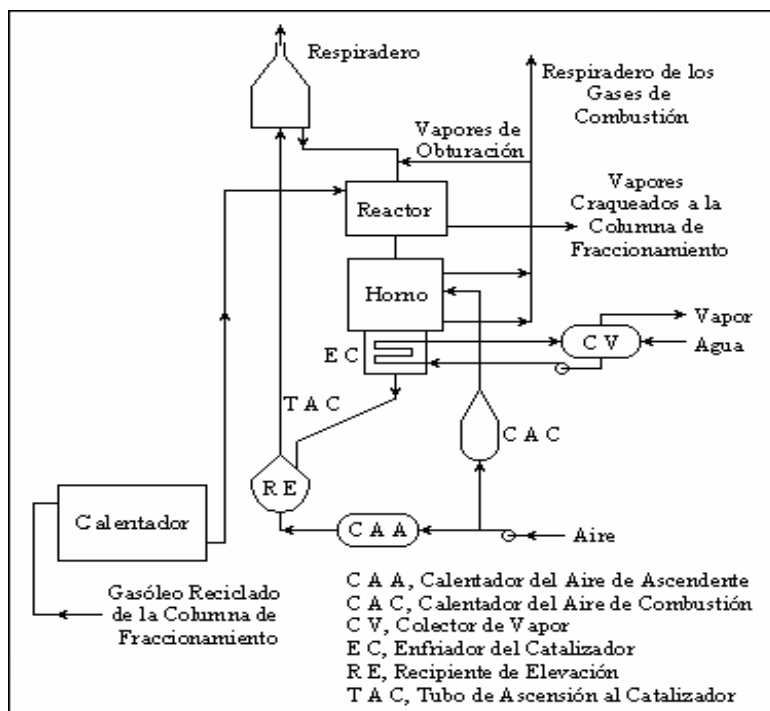 Respiradero
Respiradero de los
Gases de
Combustión
Vapores de
Obturación
Vapores
Craqueados a la
Columna de
Fraccionamiento
Reactor
Horno
Vapor
C V
Agua
E C
T A C
C A C
R E
Calentador
C A A
Aire
Gasóleo Reciclado
de la Columna de
Fraccionamiento
C A A, Calentador del Aire de Ascendente
C A C, Calentador del Aire de Combustión
C V, Colector de Vapor
E C, Enfriador del Catalizador
R E, Recipiente de Elevación
T A C, Tubo de Ascensión al Catalizador